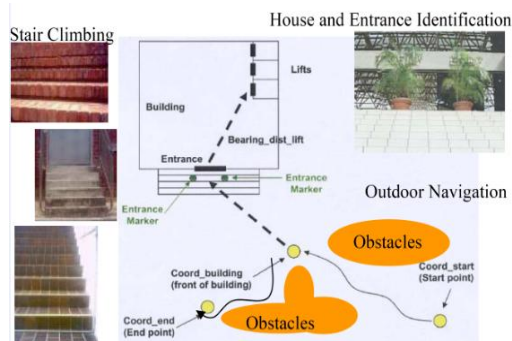 House and Entrance Identification
Stair Climbing
Lifts
Building
Bearing_dist_lift
Entrance
Entrance
Marker
Entrance
Marker
Outdoor Navigation
Obstacles
Coord_building
(front of building)
Coord_start
(Start point)
Coord_end
(End point)
Obstacles